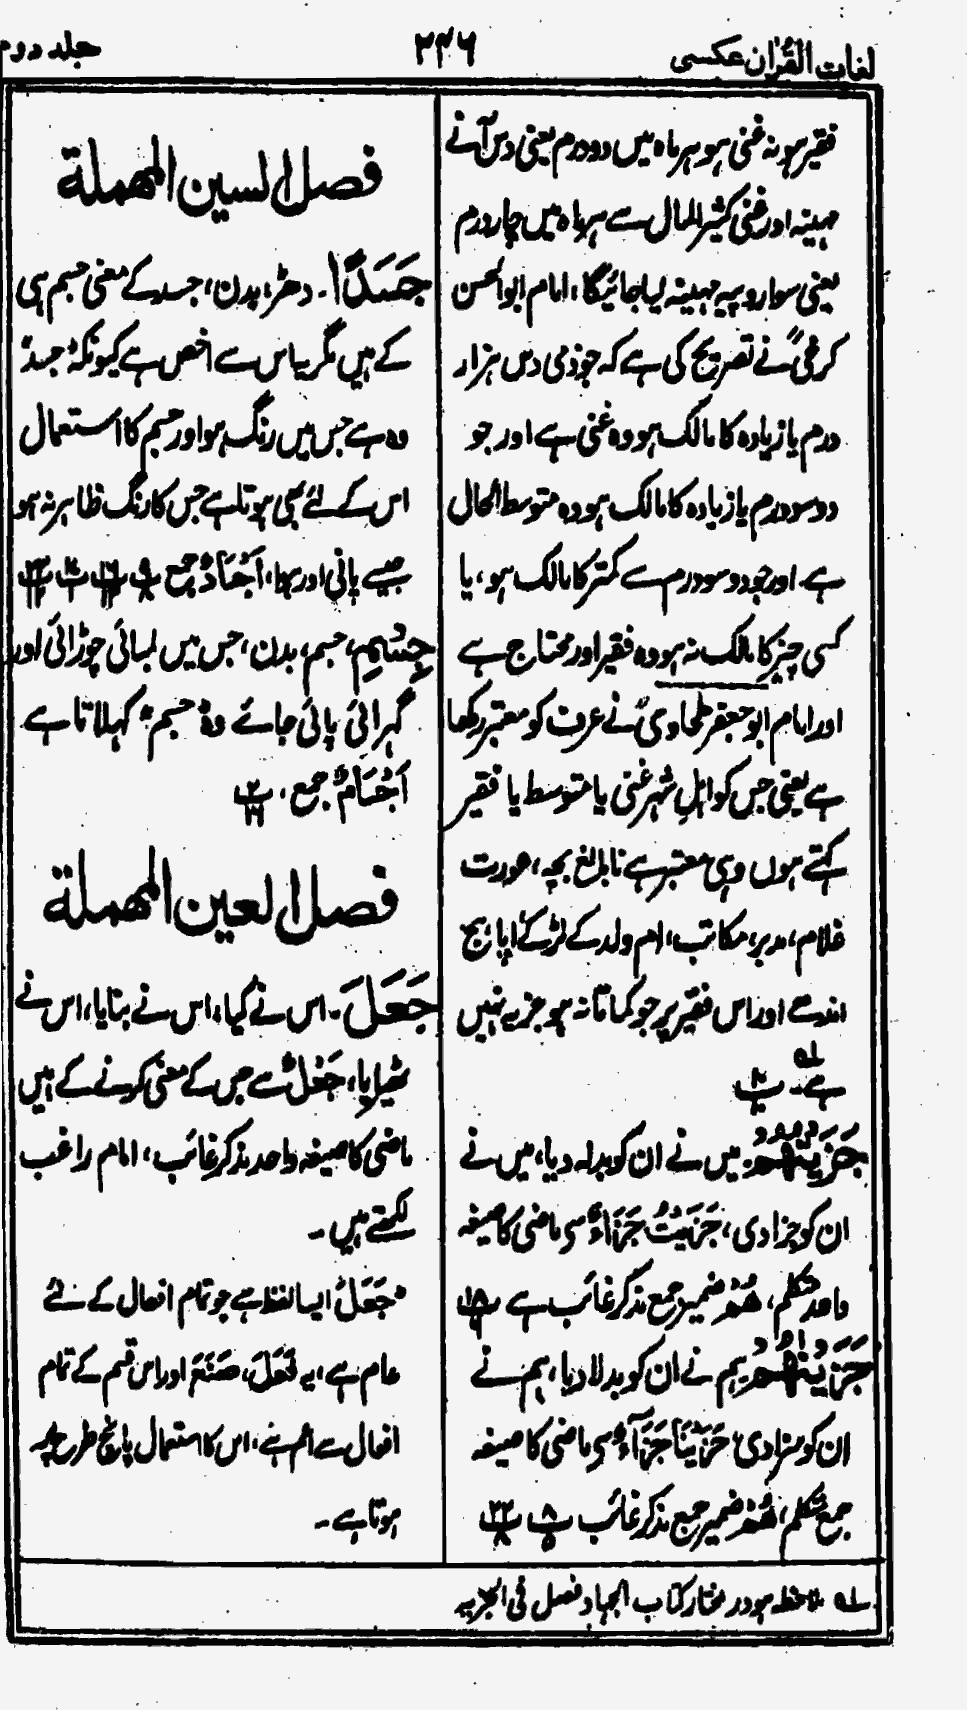 لغات القرآن عکسی
۲۴۶
جلد دوم
فقیر ہو نہ غنی ہو ہر ماہ میں دو درم یعنی دس آنے
مہینہ اور غنی کثیر المال سے ہر ماہ میں چار درم
یعنی سوا روپیہ مہینہ لیا جائیگا، امام ابو الحسن
کرخیؒ نے تصریح کی ہے کہ جو ذمی دس ہزار
درم یا زیادہ کا مالک ہو وہ غنی ہے اور جو
دو سو درم یا زیادہ کا مالک ہو وہ متوسط الحال
ہے۔ اور جو دو سو درم سے کمتر کا مالک ہو، یا
کسی چیز کا مالک نہ ہو وہ فقیر اور محتاج ہے
اور امام ابو جعفر طحاویؒ نے عرف کو معتبر رکھا
ہے یعنی جس کو اہلِ شہر غنی یا متوسط یا فقیر
کہتے ہوں وہی معتبر ہے نابالغ بچہ، عورت
غلام، مدبر، مکاتب، ام ولد کے لڑکے، اپاہج
اندھے اور اس فقیر پر جو کماتا نہ ہو جزیہ نہیں
ہے۔
جَزَيْتُهُمْ میں نے ان کو بدلہ دیا، میں نے
ان کو جزا دی، جَزَيْتُ جَزَاءٌ سے ماضی کا صیغہ
واحد متکلم، هُمْ ضمیر جمع مذکر غائب ہے
جَزَيْنٰهُمْ ہم نے ان کو بدلا دیا، ہم نے
ان کو سزا دی، جَزَيْنَا جَزَآءٌ سے ماضی کا صیغہ
جمع متکلم، هُمْ ضمیر جمع مذکر غائب
فصل السین المهملة
جَسَدًا۔ دھڑ، بدن، جسد کے معنی جسم ہی
کے ہیں مگر یہ اس سے اخص ہے کیونکہ "جسد"
وہ ہے جس میں رنگ ہو اور جسم کا استعمال
اس کے لئے بھی ہوتا ہے جس کا رنگ ظاہر نہ ہو
جیسے پانی اور ہوا، اَجْسَادٌ جمع
جِسْمِ، جسم، بدن، جس میں لمبائی چوڑائی اور
گہرائی پائی جائے وہ "جسم" کہلاتا ہے
اَجْسَامٌ جمع،
فصل العین المهملة
جَعَلَ۔ اس نے کیا، اس نے بنایا، اس نے
ٹھیرایا، جَعْلٌ سے جس کے معنی کرنے کے ہیں
ماضی کا صیغہ واحد مذکر غائب، امام راغب
لکھتے ہیں۔
"جَعَلَ" ایسا لفظ ہے جو تمام افعال کے لئے
عام ہے، یہ فَعَلَ، صَنَعَ اور اس قسم کے تمام
افعال سے اعم ہے، اس کا استعمال پانچ طرح پر
ہوتا ہے۔
ملاحظہ ہو در مختار کتاب الجہاد فصل فی الجزیہ